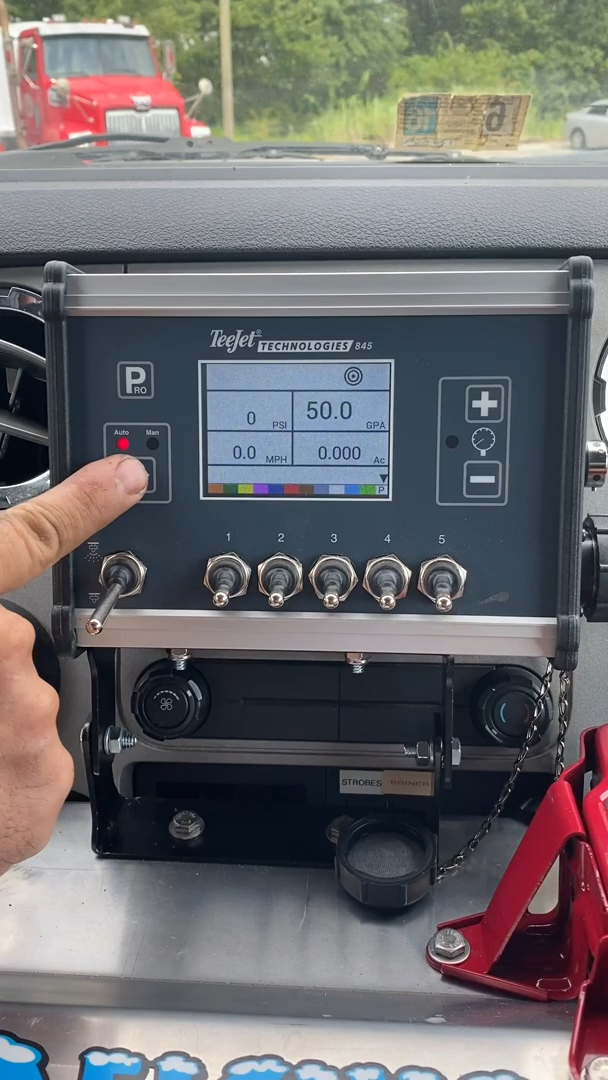 TeeJet® TECHNOLOGIES 845
PRO
Auto Man
0 PSI 50.0 GPA
0.0 MPH 0.000 Ac
P
1 2 3 4 5
STROBES BRINER